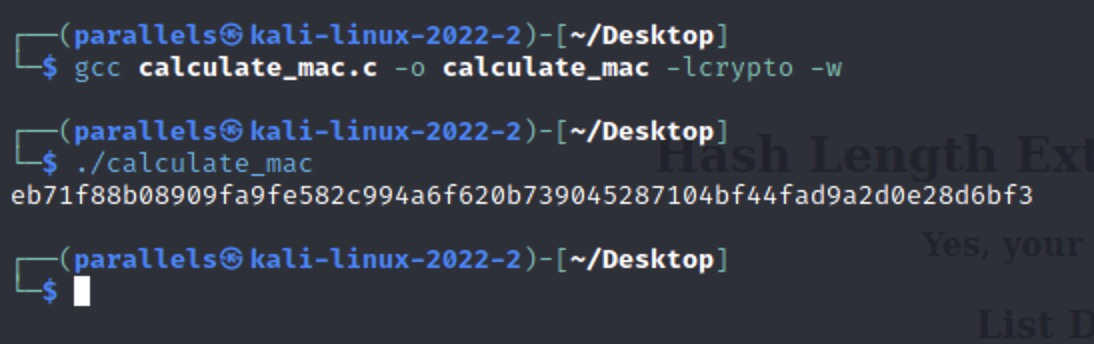 ┌──(parallels㉿kali-linux-2022-2)-[~/Desktop]
└─$ gcc calculate_mac.c -o calculate_mac -lcrypto -w
┌──(parallels㉿kali-linux-2022-2)-[~/Desktop]
└─$ ./calculate_mac
Hash Length Ext
eb71f88b08909fa9fe582c994a6f620b739045287104bf44fad9a2d0e28d6bf3
Yes, your
┌──(parallels㉿kali-linux-2022-2)-[~/Desktop]
└─$
List D